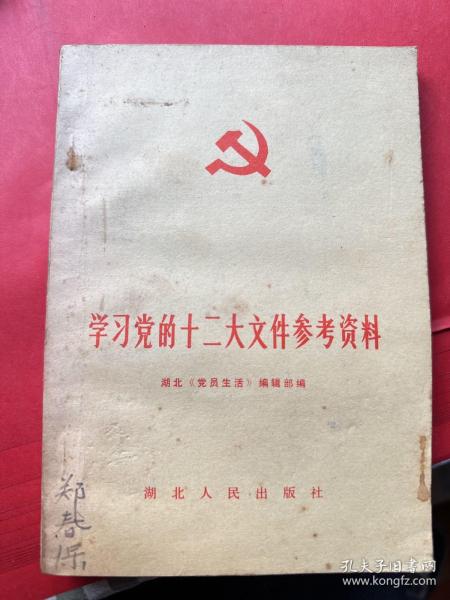 学习党的十二大文件参考资料
湖北《党员生活》编辑部编
湖北人民出版社
郑春保
孔夫子旧书网
www.kongfz.com